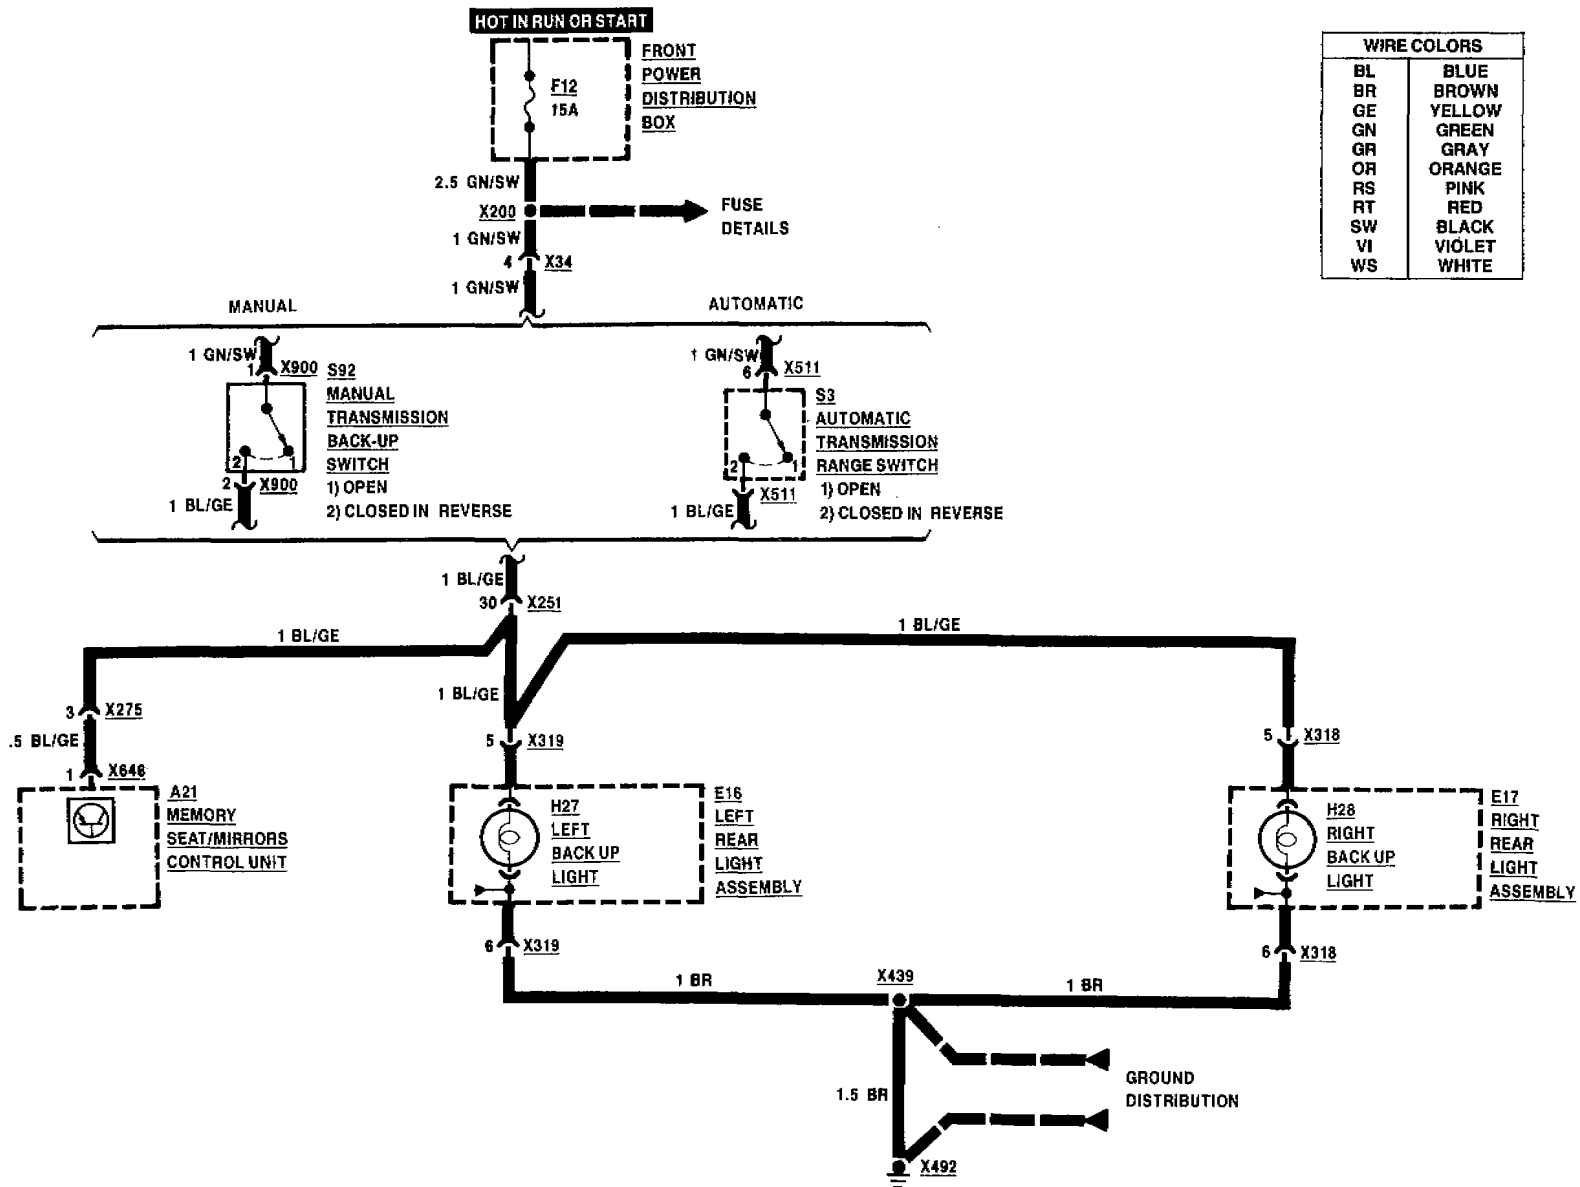 HOT IN RUN OR START
FRONT
POWER
DISTRIBUTION
BOX
F12
15A
2.5 GN/SW
X200
FUSE
DETAILS
1 GN/SW
4 X34
1 GN/SW
WIRE COLORS
BL BLUE
BR BROWN
GE YELLOW
GN GREEN
GR GRAY
OR ORANGE
RS PINK
RT RED
SW BLACK
VI VIOLET
WS WHITE
MANUAL
AUTOMATIC
1 GN/SW
1 X900
S92
MANUAL
TRANSMISSION
BACK-UP
SWITCH
1) OPEN
2) CLOSED IN REVERSE
2 1
2 X900
1 BL/GE
1 GN/SW
6 X511
S3
AUTOMATIC
TRANSMISSION
RANGE SWITCH
1) OPEN
2) CLOSED IN REVERSE
2 1
X511
1 BL/GE
1 BL/GE
30 X251
1 BL/GE
1 BL/GE
1 BL/GE
3 X275
.5 BL/GE
1 X646
A21
MEMORY
SEAT/MIRRORS
CONTROL UNIT
5 X319
H27
LEFT
BACK UP
LIGHT
E16
LEFT
REAR
LIGHT
ASSEMBLY
6 X319
5 X318
H28
RIGHT
BACK UP
LIGHT
E17
RIGHT
REAR
LIGHT
ASSEMBLY
6 X318
1 BR
X439
1 BR
1.5 BR
GROUND
DISTRIBUTION
X492